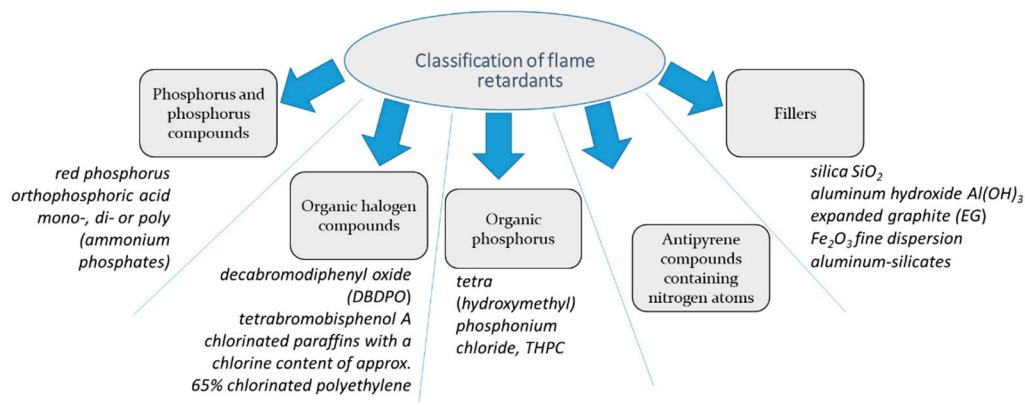 Classification of flame
retardants
Phosphorus and
phosphorus
compounds
red phosphorus
orthophosphoric acid
mono-, di- or poly
(ammonium
phosphates)
Organic halogen
compounds
decabromodiphenyl oxide
(DBDPO)
tetrabromobisphenol A
chlorinated paraffins with a
chlorine content of approx.
65% chlorinated polyethylene
Organic
phosphorus
tetra
(hydroxymethyl)
phosphonium
chloride, THPC
Antipyrene
compounds
containing
nitrogen atoms
Fillers
silica SiO₂
aluminum hydroxide Al(OH)₃
expanded graphite (EG)
Fe₂O₃ fine dispersion
aluminum-silicates